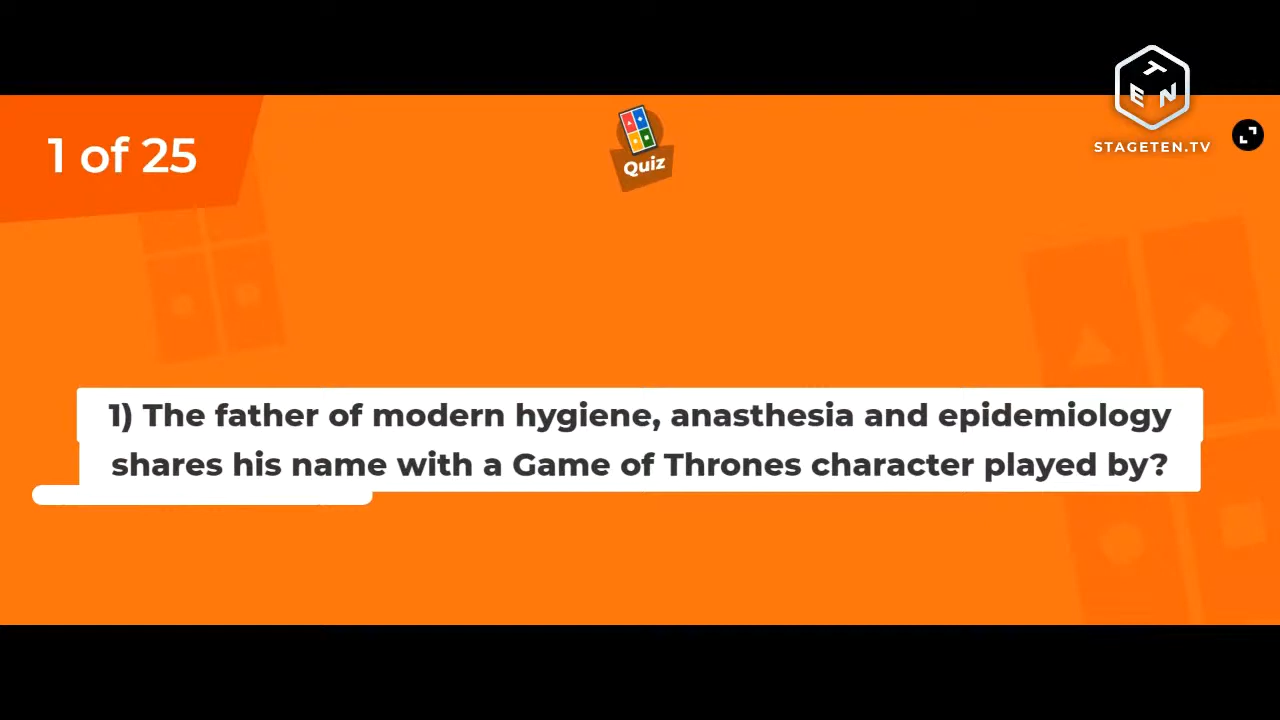 T
E N
STAGETEN.TV
1 of 25
Quiz
1) The father of modern hygiene, anasthesia and epidemiology
shares his name with a Game of Thrones character played by?